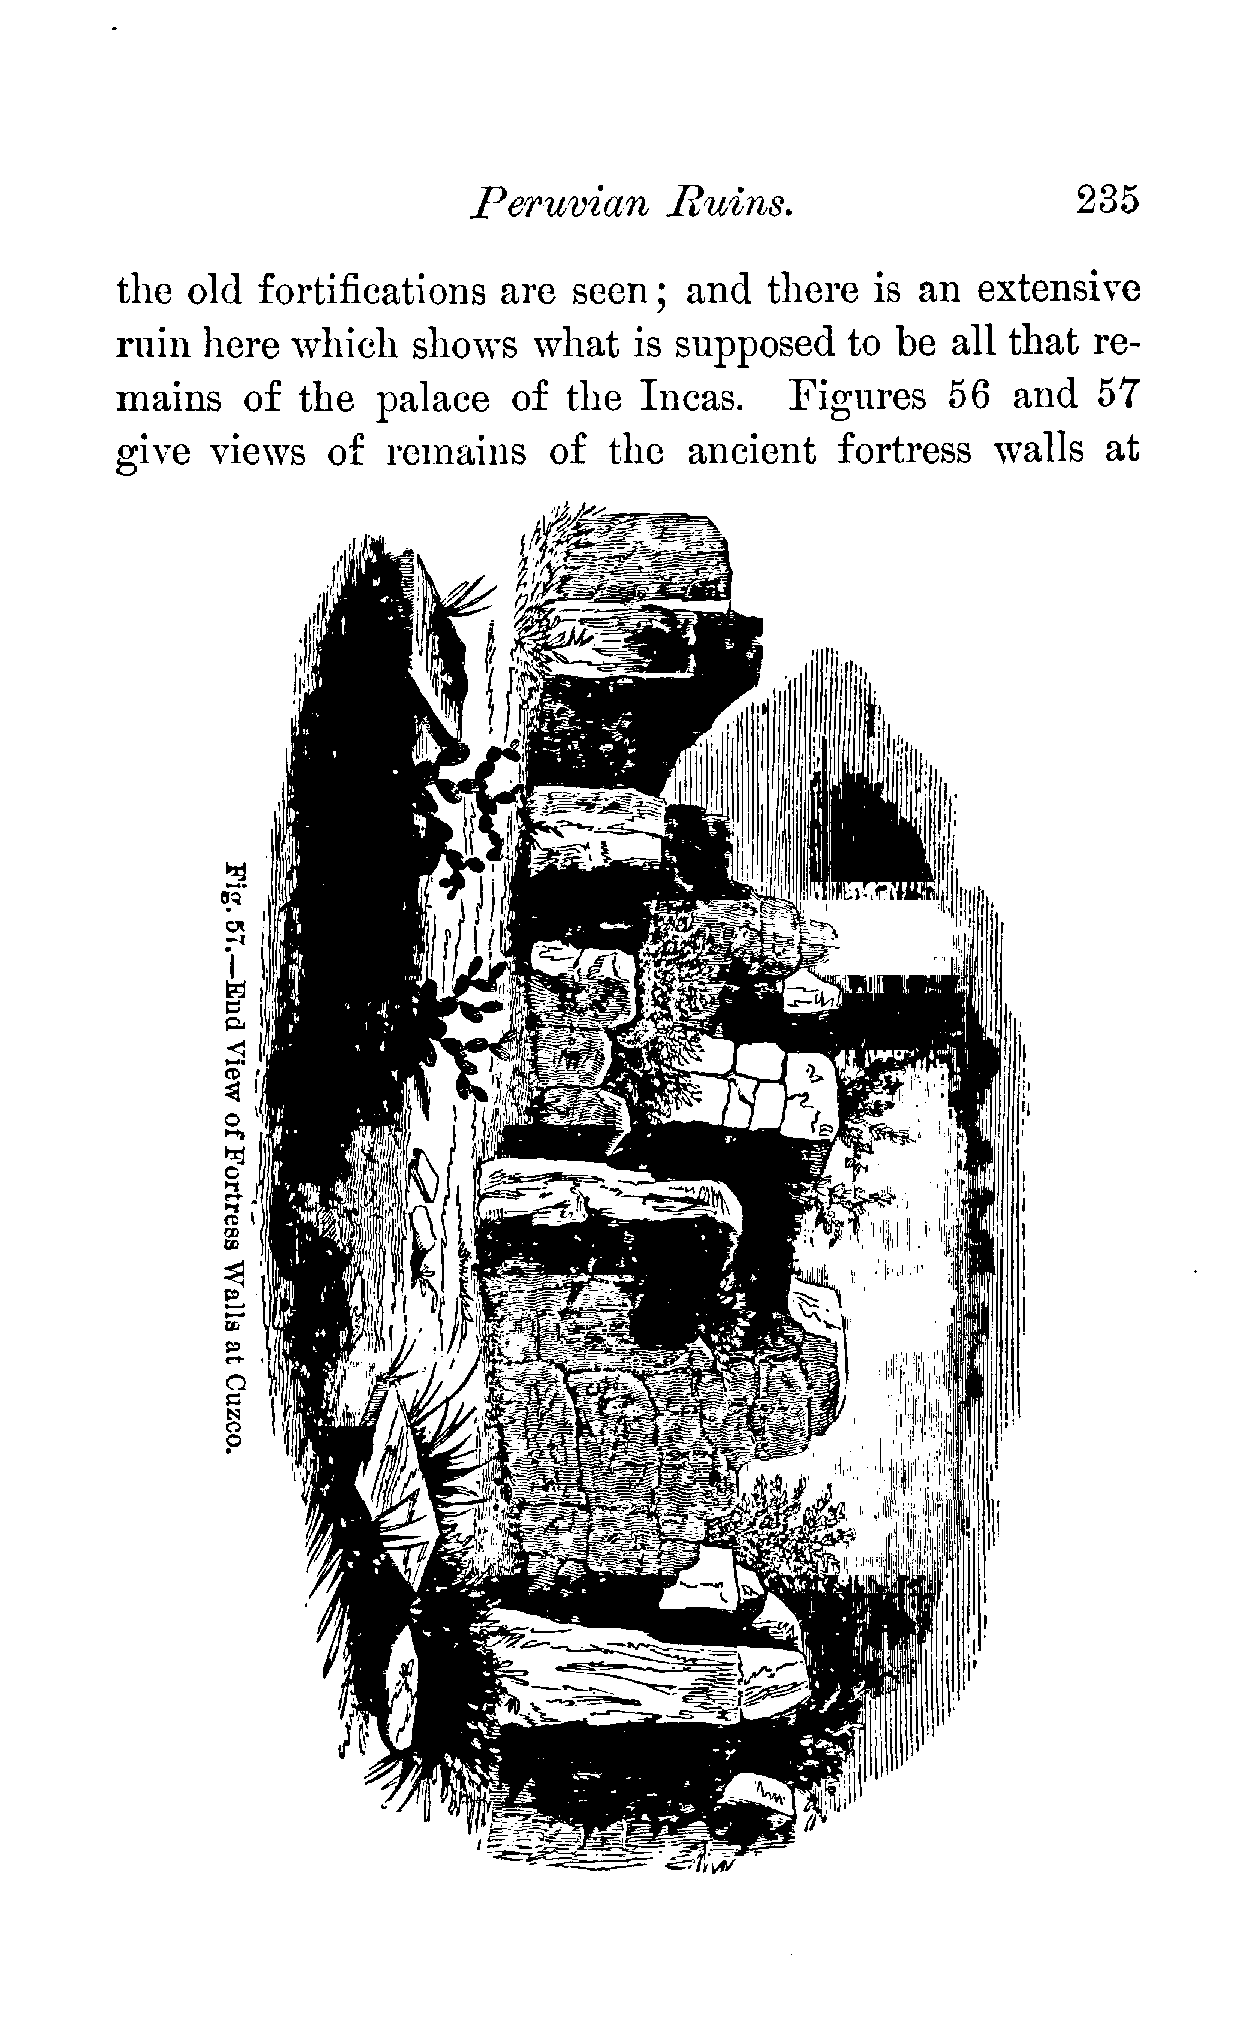 Peruvian Ruins. 235
the old fortifications are seen; and there is an extensive
ruin here which shows what is supposed to be all that re-
mains of the palace of the Incas. Figures 56 and 57
give views of remains of the ancient fortress walls at
Fig. 57.—End View of Fortress Walls at Cuzco.